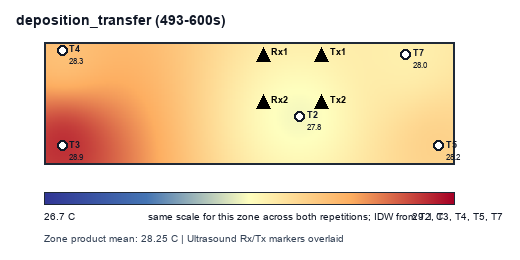 deposition_transfer (493-600s)
T4 Rx1 Tx1 T7
28.3 28.0
Rx2 Tx2
T2
27.8
T3 T5
28.9 28.2
26.7 C same scale for this zone across both repetitions; IDW from T2, T3, T4, T5, T7
Zone product mean: 28.25 C | Ultrasound Rx/Tx markers overlaid